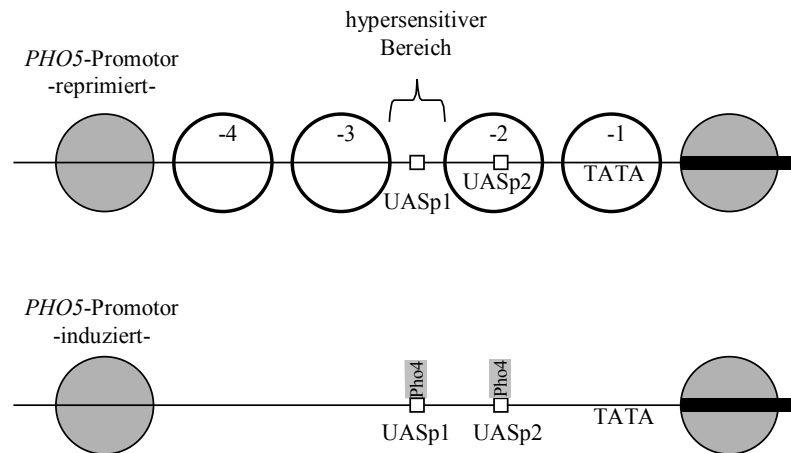 hypersensitiver
Bereich
PHO5-Promotor
-reprimiert-
-4
-3
-2
-1
UASp1
UASp2
TATA
PHO5-Promotor
-induziert-
Pho4
Pho4
UASp1
UASp2
TATA